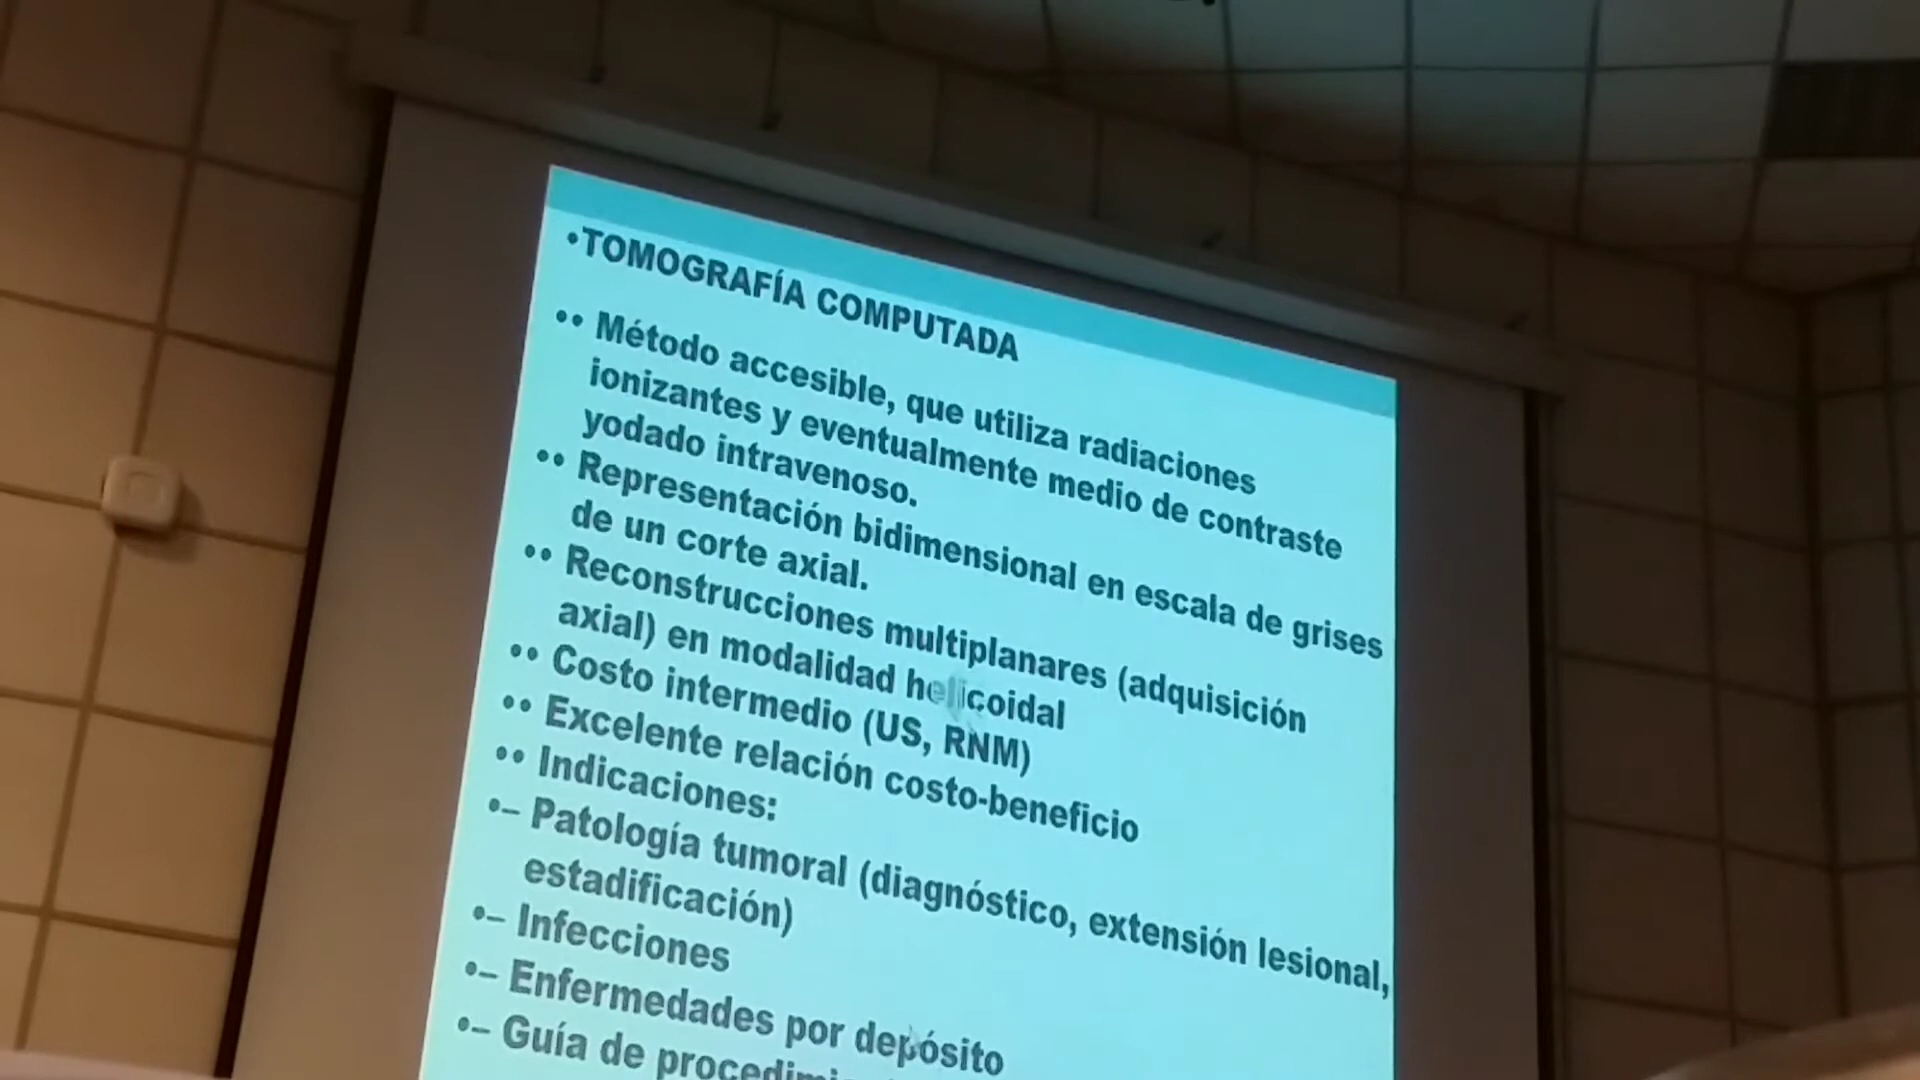 •TOMOGRAFÍA COMPUTADA
•• Método accesible, que utiliza radiaciones
ionizantes y eventualmente medio de contraste
yodado intravenoso.
•• Representación bidimensional en escala de grises
de un corte axial.
•• Reconstrucciones multiplanares (adquisición
axial) en modalidad helicoidal
•• Costo intermedio (US, RNM)
•• Excelente relación costo-beneficio
•• Indicaciones:
•– Patología tumoral (diagnóstico, extensión lesional,
estadificación)
•– Infecciones
•– Enfermedades por depósito
•– Guía de